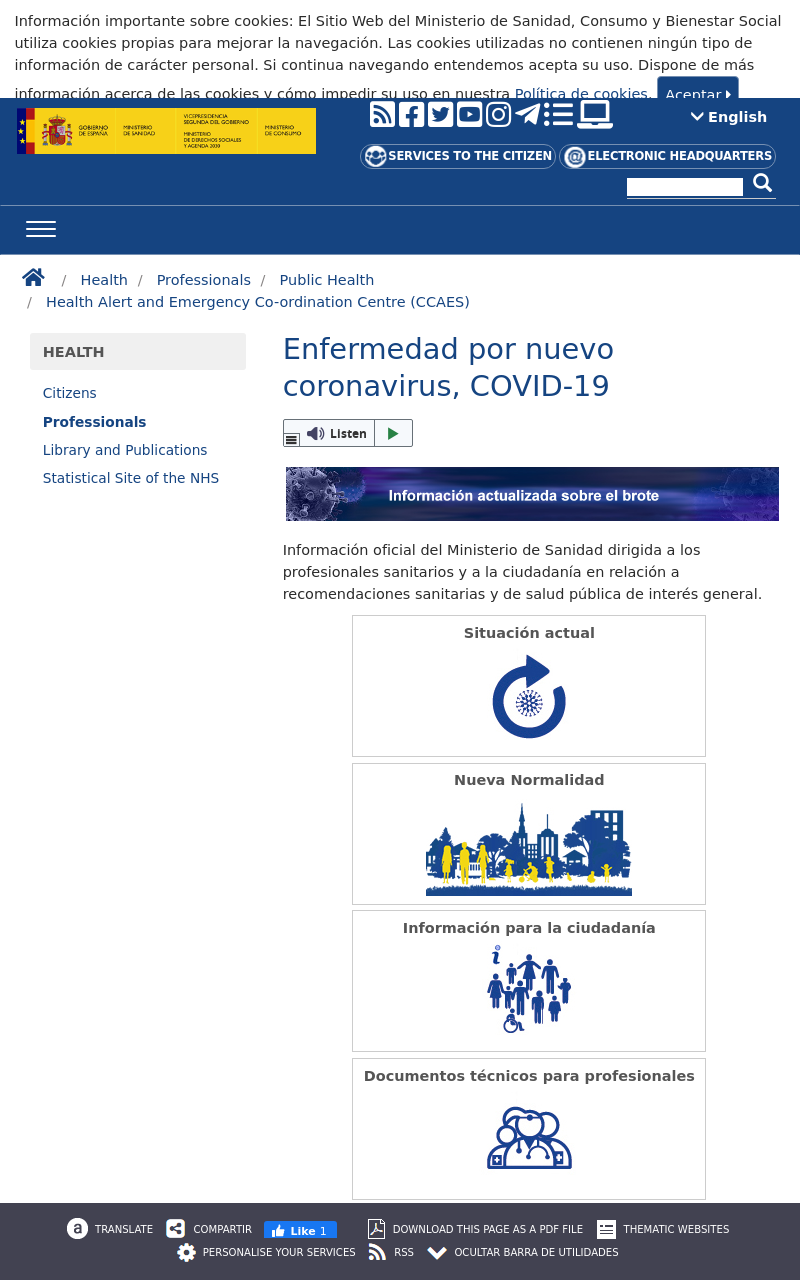 Información importante sobre cookies: El Sitio Web del Ministerio de Sanidad, Consumo y Bienestar Social
utiliza cookies propias para mejorar la navegación. Las cookies utilizadas no contienen ningún tipo de
información de carácter personal. Si continua navegando entendemos acepta su uso. Dispone de más
información acerca de las cookies y cómo impedir su uso en nuestra Política de cookies. Aceptar
GOBIERNO DE ESPAÑA
MINISTERIO DE SANIDAD
VICEPRESIDENCIA SEGUNDA DEL GOBIERNO
MINISTERIO DE DERECHOS SOCIALES Y AGENDA 2030
MINISTERIO DE CONSUMO
English
SERVICES TO THE CITIZEN
ELECTRONIC HEADQUARTERS
/ Health / Professionals / Public Health
/ Health Alert and Emergency Co-ordination Centre (CCAES)
HEALTH
Citizens
Professionals
Library and Publications
Statistical Site of the NHS
Enfermedad por nuevo
coronavirus, COVID-19
Listen
Información actualizada sobre el brote
Información oficial del Ministerio de Sanidad dirigida a los
profesionales sanitarios y a la ciudadanía en relación a
recomendaciones sanitarias y de salud pública de interés general.
Situación actual
Nueva Normalidad
Información para la ciudadanía
Documentos técnicos para profesionales
TRANSLATE COMPARTIR Like 1 DOWNLOAD THIS PAGE AS A PDF FILE THEMATIC WEBSITES
PERSONALISE YOUR SERVICES RSS OCULTAR BARRA DE UTILIDADES